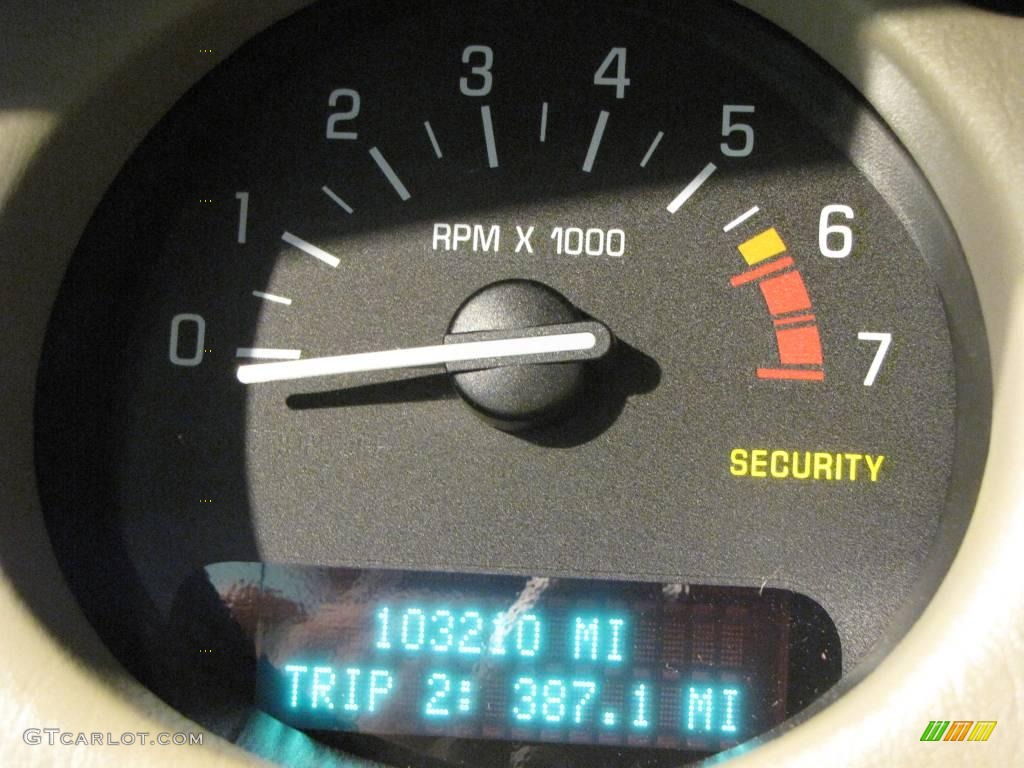 3 4
2 5
1 6
RPM X 1000
0 7
SECURITY
103210 MI
TRIP 2: 387.1 MI
GTCARLOT.COM